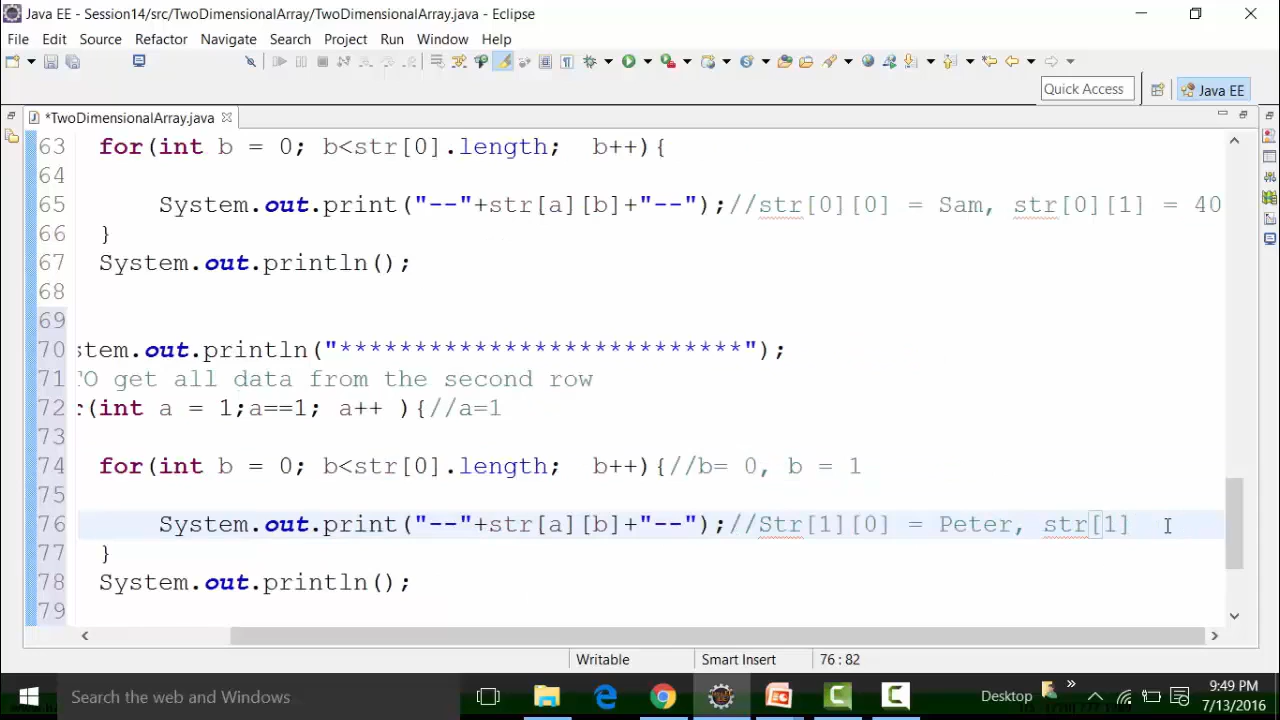 Java EE - Session14/src/TwoDimensionalArray/TwoDimensionalArray.java - Eclipse
File Edit Source Refactor Navigate Search Project Run Window Help
Quick Access Java EE
*TwoDimensionalArray.java
63 for(int b = 0; b<str[0].length; b++){
64
65 System.out.print("--"+str[a][b]+"--");//str[0][0] = Sam, str[0][1] = 40
66 }
67 System.out.println();
68
69
70 stem.out.println("***************************");
71 TO get all data from the second row
72 r(int a = 1;a==1; a++ ){//a=1
73
74 for(int b = 0; b<str[0].length; b++){//b= 0, b = 1
75
76 System.out.print("--"+str[a][b]+"--");//Str[1][0] = Peter, str[1]
77 }
78 System.out.println();
79
Writable Smart Insert 76 : 82
Search the web and Windows Desktop 9:49 PM
7/13/2016